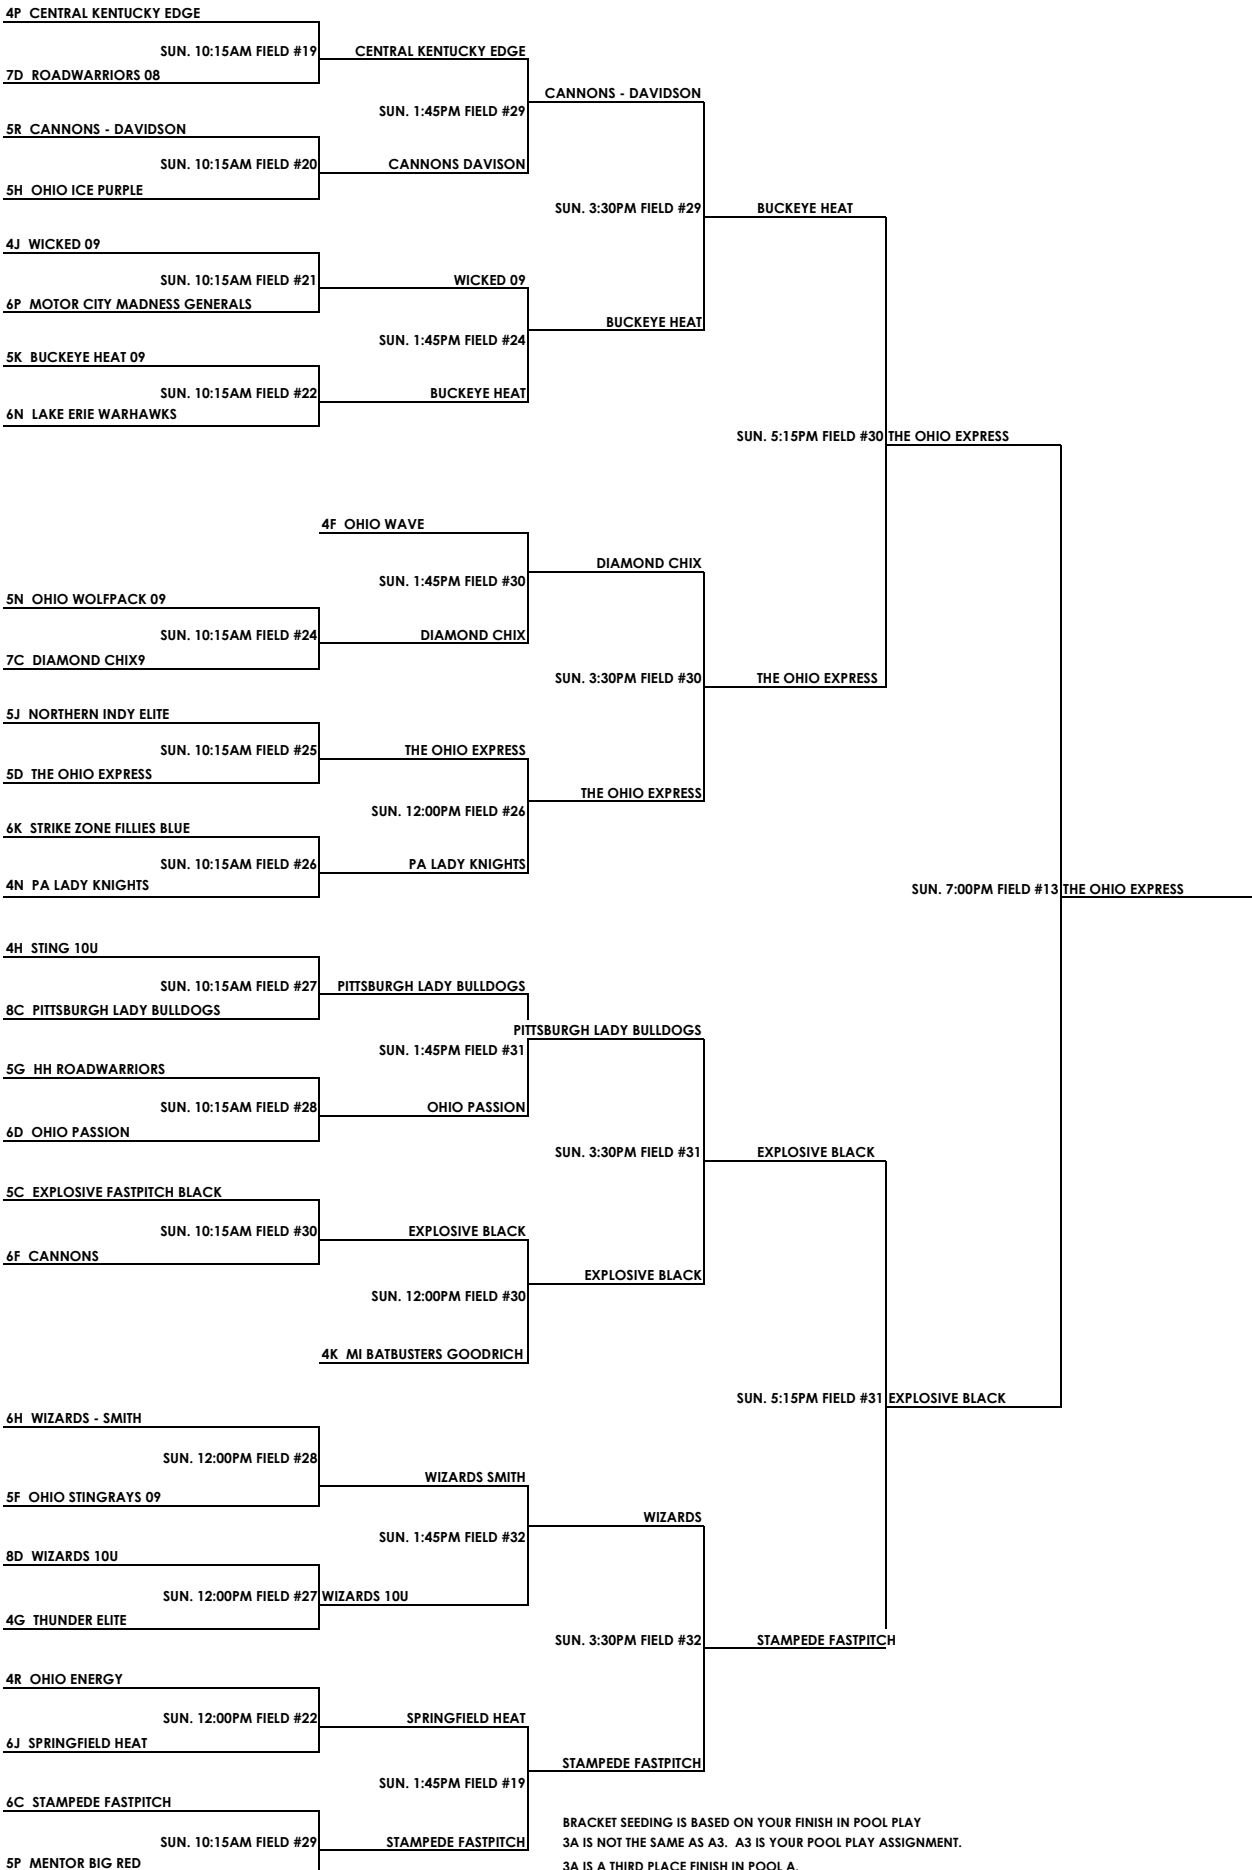 4P CENTRAL KENTUCKY EDGE
SUN. 10:15AM FIELD #19
CENTRAL KENTUCKY EDGE
7D ROADWARRIORS 08
CANNONS - DAVIDSON
SUN. 1:45PM FIELD #29
5R CANNONS - DAVIDSON
SUN. 10:15AM FIELD #20
CANNONS DAVISON
5H OHIO ICE PURPLE
SUN. 3:30PM FIELD #29
BUCKEYE HEAT
4J WICKED 09
SUN. 10:15AM FIELD #21
WICKED 09
6P MOTOR CITY MADNESS GENERALS
BUCKEYE HEAT
SUN. 1:45PM FIELD #24
5K BUCKEYE HEAT 09
SUN. 10:15AM FIELD #22
BUCKEYE HEAT
6N LAKE ERIE WARHAWKS
SUN. 5:15PM FIELD #30
THE OHIO EXPRESS
4F OHIO WAVE
DIAMOND CHIX
SUN. 1:45PM FIELD #30
5N OHIO WOLFPACK 09
SUN. 10:15AM FIELD #24
DIAMOND CHIX
7C DIAMOND CHIX9
SUN. 3:30PM FIELD #30
THE OHIO EXPRESS
5J NORTHERN INDY ELITE
SUN. 10:15AM FIELD #25
THE OHIO EXPRESS
5D THE OHIO EXPRESS
THE OHIO EXPRESS
SUN. 12:00PM FIELD #26
6K STRIKE ZONE FILLIES BLUE
SUN. 10:15AM FIELD #26
PA LADY KNIGHTS
4N PA LADY KNIGHTS
SUN. 7:00PM FIELD #13
THE OHIO EXPRESS
4H STING 10U
SUN. 10:15AM FIELD #27
PITTSBURGH LADY BULLDOGS
8C PITTSBURGH LADY BULLDOGS
PITTSBURGH LADY BULLDOGS
SUN. 1:45PM FIELD #31
5G HH ROADWARRIORS
SUN. 10:15AM FIELD #28
OHIO PASSION
6D OHIO PASSION
SUN. 3:30PM FIELD #31
EXPLOSIVE BLACK
5C EXPLOSIVE FASTPITCH BLACK
SUN. 10:15AM FIELD #30
EXPLOSIVE BLACK
6F CANNONS
EXPLOSIVE BLACK
SUN. 12:00PM FIELD #30
4K MI BATBUSTERS GOODRICH
SUN. 5:15PM FIELD #31
EXPLOSIVE BLACK
6H WIZARDS - SMITH
SUN. 12:00PM FIELD #28
WIZARDS SMITH
5F OHIO STINGRAYS 09
WIZARDS
SUN. 1:45PM FIELD #32
8D WIZARDS 10U
SUN. 12:00PM FIELD #27
WIZARDS 10U
4G THUNDER ELITE
SUN. 3:30PM FIELD #32
STAMPEDE FASTPITCH
4R OHIO ENERGY
SUN. 12:00PM FIELD #22
SPRINGFIELD HEAT
6J SPRINGFIELD HEAT
STAMPEDE FASTPITCH
SUN. 1:45PM FIELD #19
6C STAMPEDE FASTPITCH
SUN. 10:15AM FIELD #29
STAMPEDE FASTPITCH
5P MENTOR BIG RED
BRACKET SEEDING IS BASED ON YOUR FINISH IN POOL PLAY
3A IS NOT THE SAME AS A3. A3 IS YOUR POOL PLAY ASSIGNMENT.
3A IS A THIRD PLACE FINISH IN POOL A.